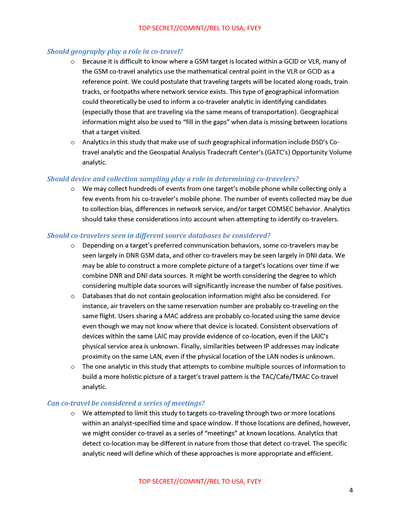 TOP SECRET//COMINT//REL TO USA, FVEY
Should geography play a role in co-travel?
o Because it is difficult to know where a GSM target is located within a GCID or VLR, many of
the GSM co-travel analytics use the mathematical central point in the VLR or GCID as a
reference point. We could postulate that traveling targets will be located along roads, train
tracks, or footpaths where network service exists. This type of geographical information
could theoretically be used to inform a co-traveler analytic in identifying candidates
(especially those that are traveling via the same means of transportation). Geographical
information might also be used to "fill in the gaps" when data is missing between locations
that a target visited.
o Analytics in this study that make use of such geographical information include DSD's Co-
travel analytic and the Geospatial Analysis Tradecraft Center's (GATC's) Opportunity Volume
analytic.
Should device and collection sampling play a role in determining co-travelers?
o We may collect hundreds of events from one target's mobile phone while collecting only a
few events from his co-traveler's mobile phone. The number of events collected may be due
to collection bias, differences in network service, and/or target COMSEC behavior. Analytics
should take these considerations into account when attempting to identify co-travelers.
Should co-travelers seen in different source databases be considered?
o Depending on a target's preferred communication behaviors, some co-travelers may be
seen largely in DNR GSM data, and other co-travelers may be seen largely in DNI data. We
may be able to construct a more complete picture of a target's locations over time if we
combine DNR and DNI data sources. It might be worth considering the degree to which
considering multiple data sources will significantly increase the number of false positives.
o Databases that do not contain geolocation information might also be considered. For
instance, air travelers on the same reservation number are probably co-traveling on the
same flight. Users sharing a MAC address are probably co-located using the same device
even though we may not know where that device is located. Consistent observations of
devices within the same LAIC may provide evidence of co-location, even if the LAIC's
physical service area is unknown. Finally, similarities between IP addresses may indicate
proximity on the same LAN, even if the physical location of the LAN nodes is unknown.
o The one analytic in this study that attempts to combine multiple sources of information to
build a more holistic picture of a target's travel pattern is the TAC/Café/TMAC Co-travel
analytic.
Can co-travel be considered a series of meetings?
o We attempted to limit this study to targets co-traveling through two or more locations
within an analyst-specified time and space window. If those locations are defined, however,
we might consider co-travel as a series of "meetings" at known locations. Analytics that
detect co-location may be different in nature from those that detect co-travel. The specific
analytic need will define which of these approaches is more appropriate and efficient.
TOP SECRET//COMINT//REL TO USA, FVEY
4